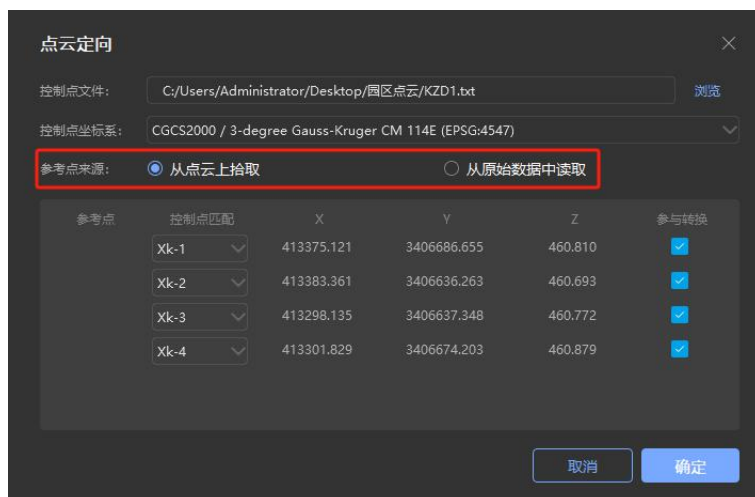 点云定向
控制点文件: C:/Users/Administrator/Desktop/园区点云/KZD1.txt 浏览
控制点坐标系: CGCS2000 / 3-degree Gauss-Kruger CM 114E (EPSG:4547)
参考点来源: 从点云上拾取 从原始数据中读取
参考点 控制点匹配 X Y Z 参与转换
Xk-1 413375.121 3406686.655 460.810
Xk-2 413383.361 3406636.263 460.693
Xk-3 413298.135 3406637.348 460.772
Xk-4 413301.829 3406674.203 460.879
取消 确定